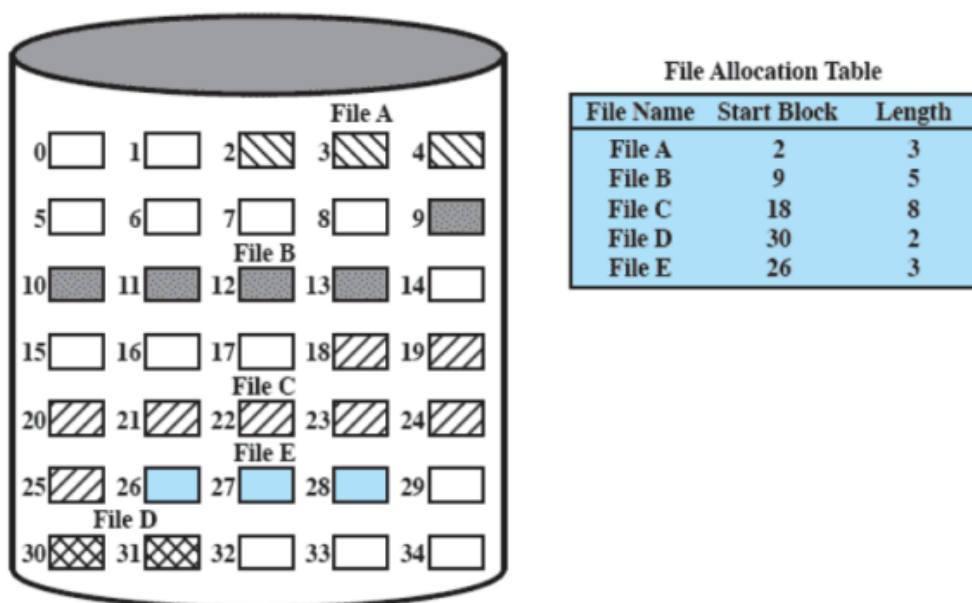 File A
0 1 2 3 4
5 6 7 8 9
File B
10 11 12 13 14
15 16 17 18 19
File C
20 21 22 23 24
File E
25 26 27 28 29
File D
30 31 32 33 34
File Allocation Table
File Name Start Block Length
File A 2 3
File B 9 5
File C 18 8
File D 30 2
File E 26 3